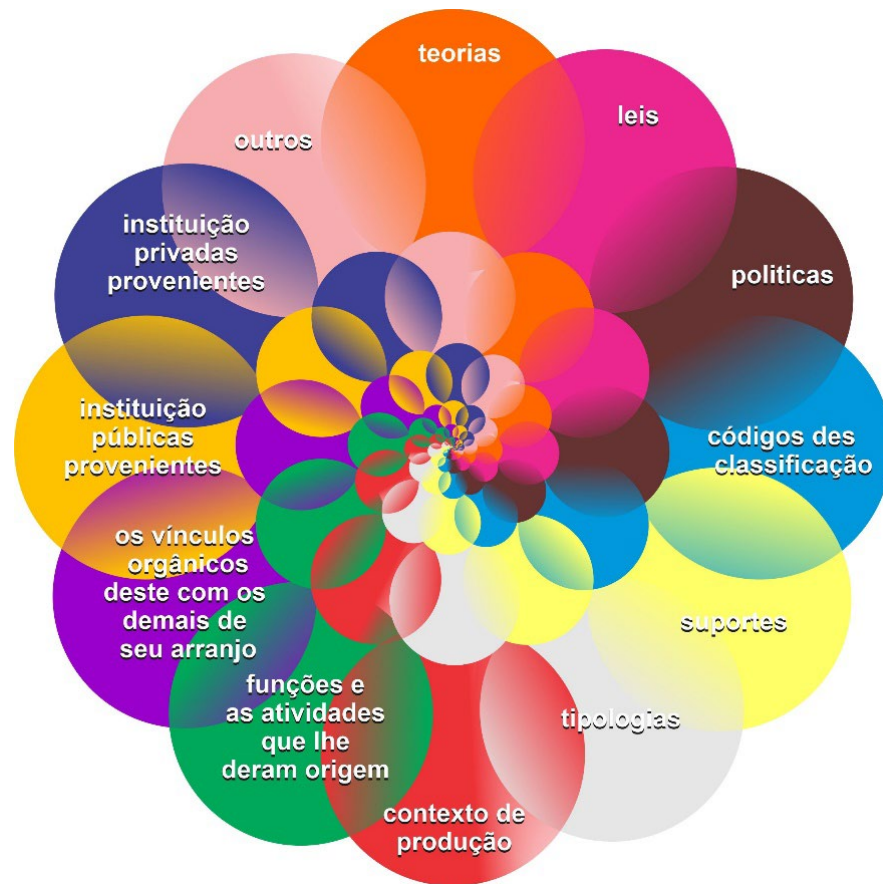 teorias
leis
politicas
códigos des
classificação
suportes
tipologias
contexto de
produção
funções e
as atividades
que lhe
deram origem
os vínculos
orgânicos
deste com os
demais de
seu arranjo
instituição
públicas
provenientes
instituição
privadas
provenientes
outros